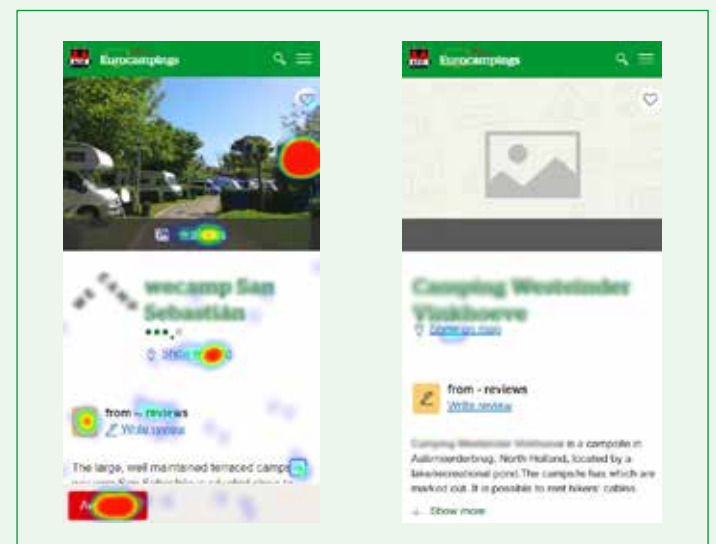 Eurocampings
wecamp San
Sebastián
from - reviews
Write review
The large, well maintained terraced
Eurocampings
Camping Westeinder
Vinkhoeve
Show on map
from - reviews
Write review
Camping Westeinder Vinkhoeve is a campsite in
Aalsmeerderbrug, North Holland, located by a
lake/recreational pond. The campsite has which are
marked out. It is possible to rent hikers' cabins.
Show more